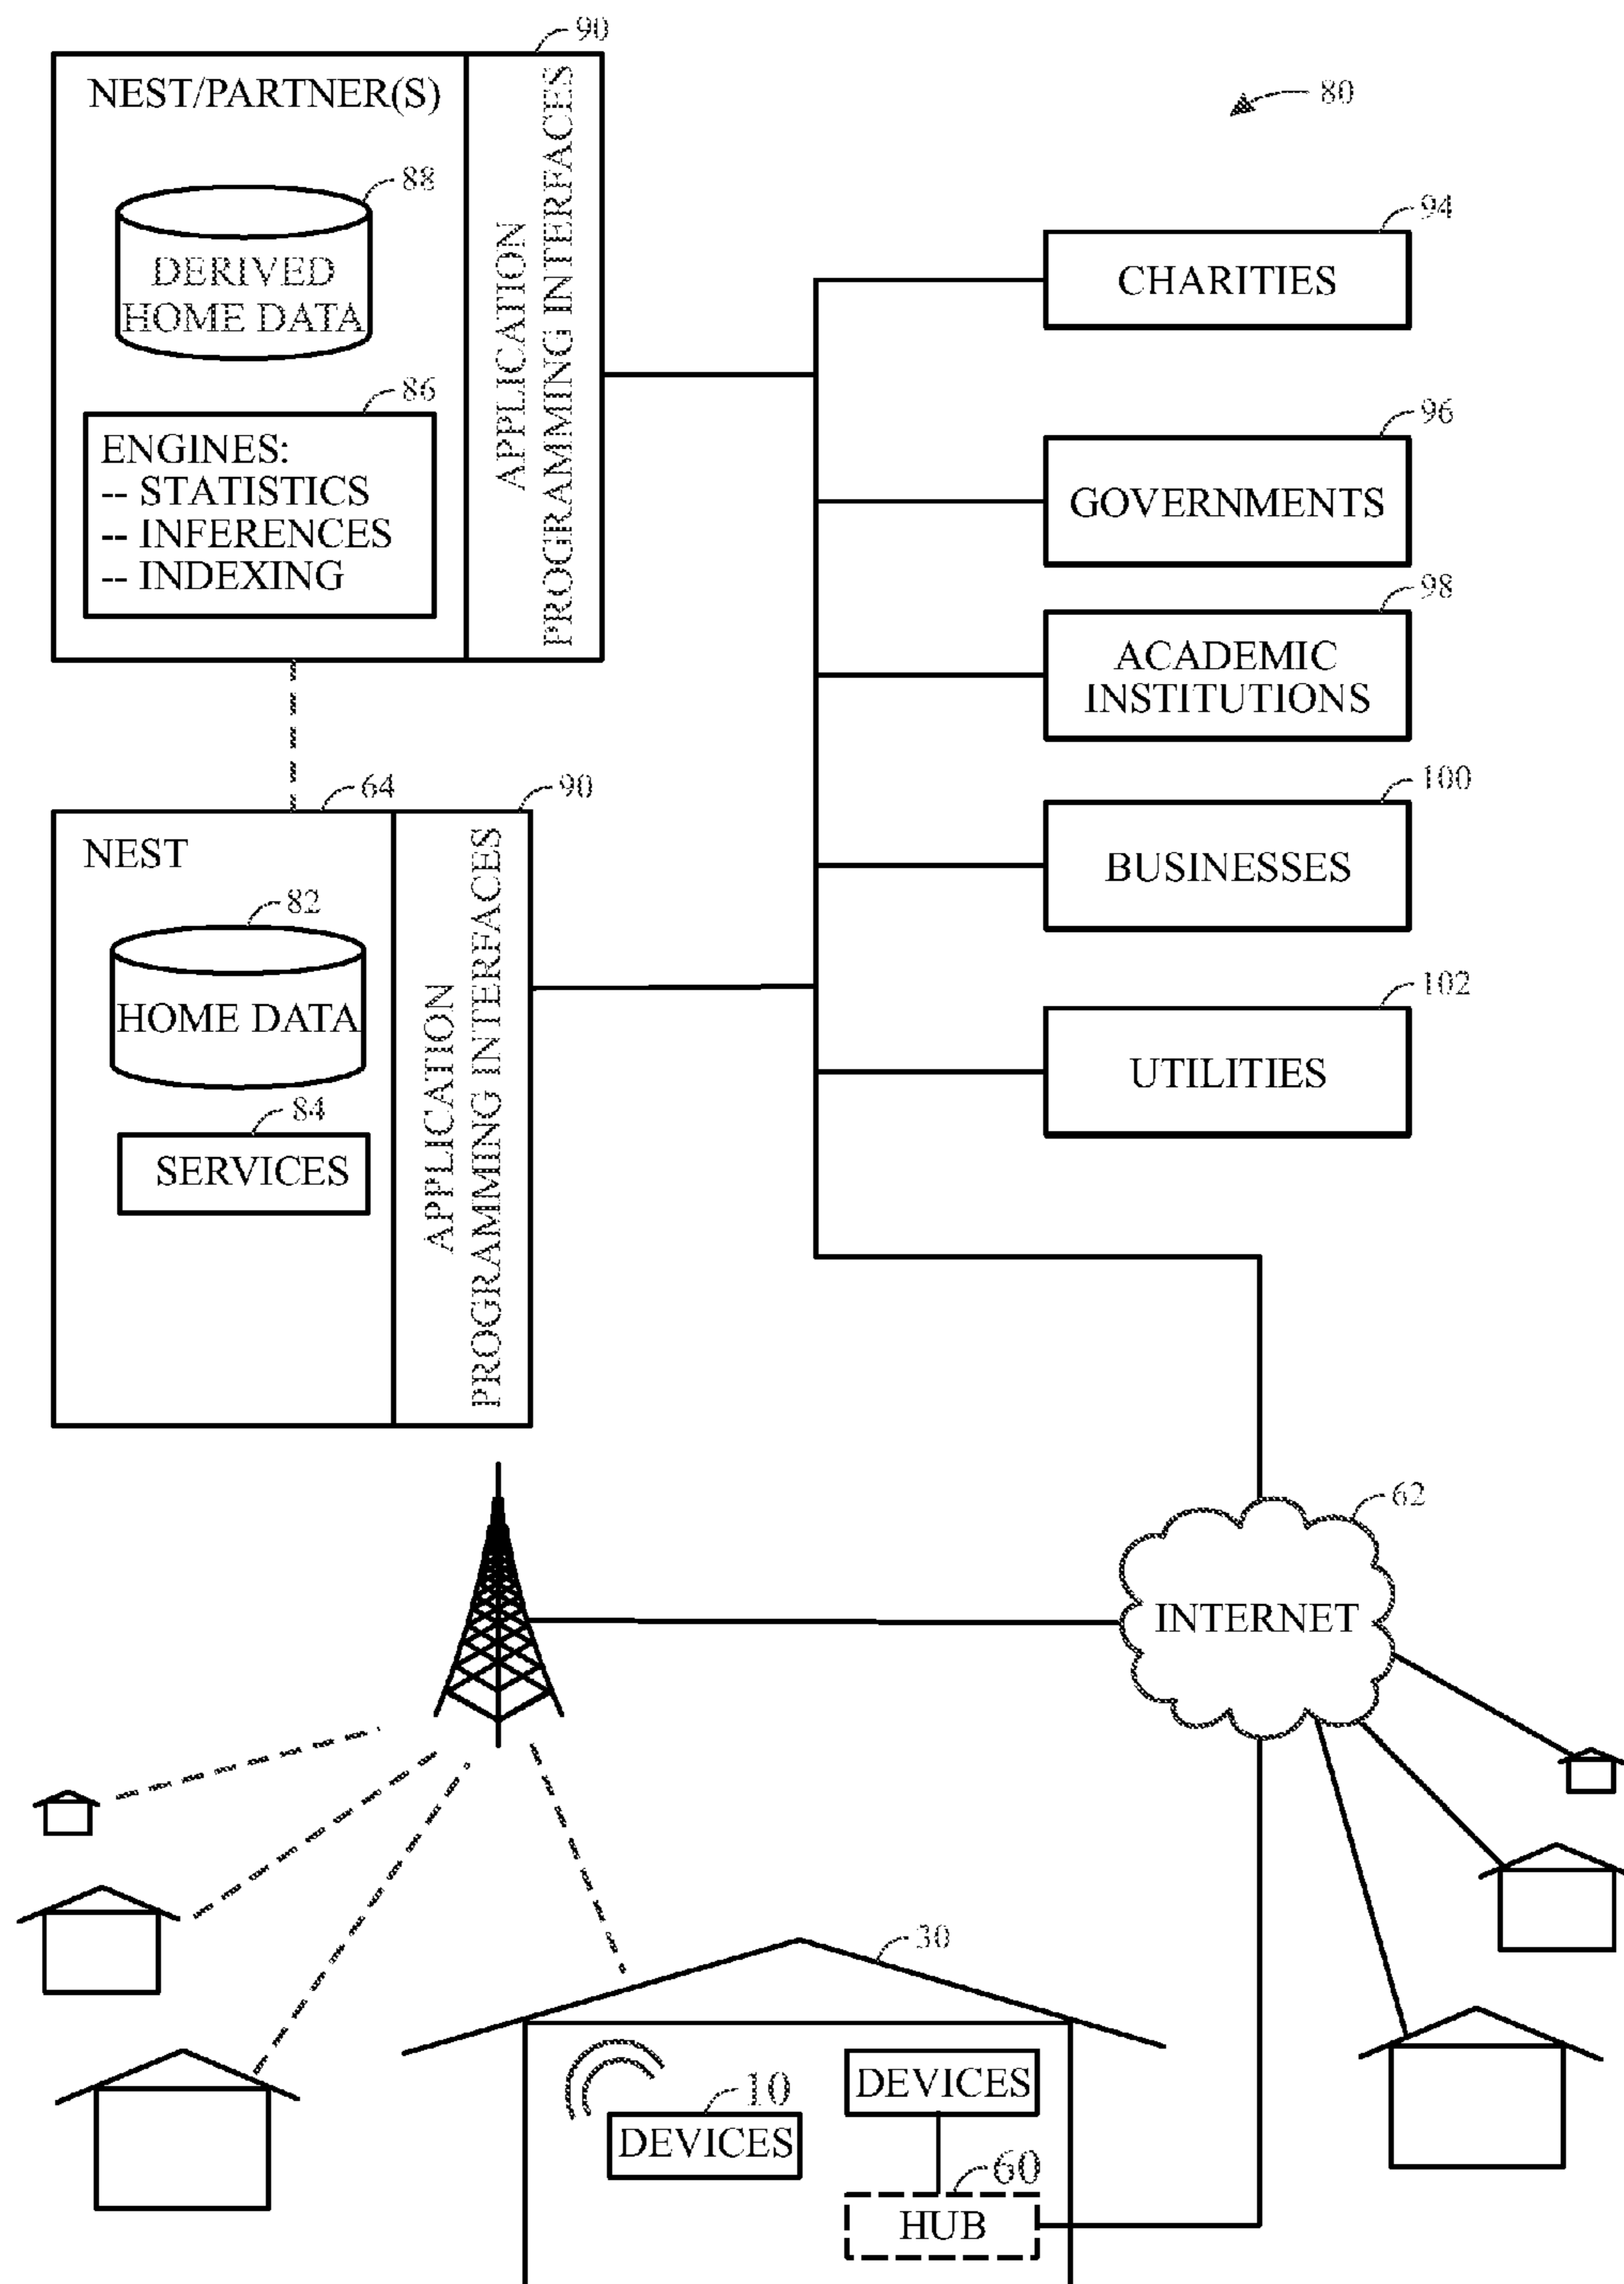 90
NEST/PARTNER(S)
APPLICATION
PROGRAMMING INTERFACES
80
88
DERIVED
HOME DATA
94
CHARITIES
86
ENGINES:
-- STATISTICS
-- INFERENCES
-- INDEXING
96
GOVERNMENTS
98
ACADEMIC
INSTITUTIONS
64
90
NEST
APPLICATION
PROGRAMMING INTERFACES
100
BUSINESSES
82
HOME DATA
102
UTILITIES
84
SERVICES
62
INTERNET
30
10
DEVICES
DEVICES
60
HUB